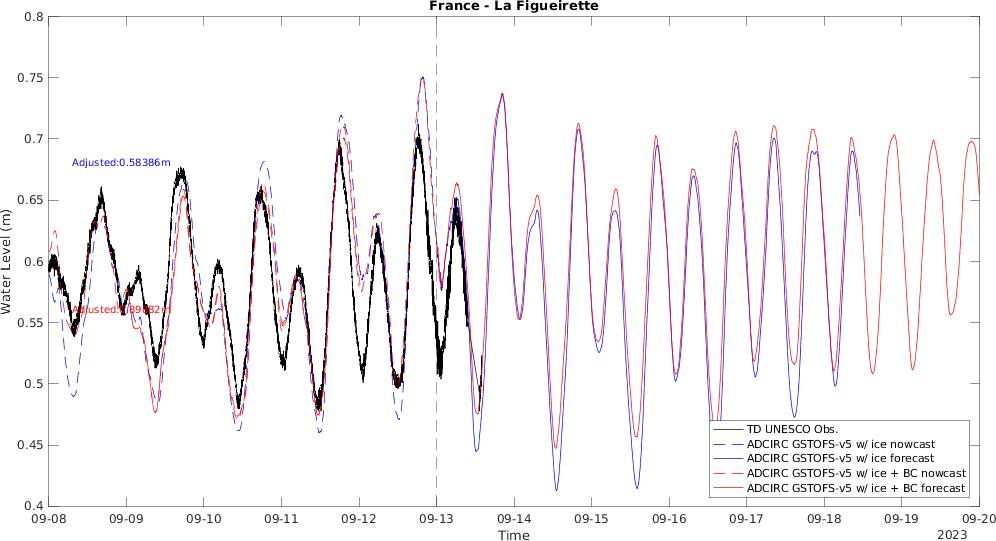 France - La Figueirette
0.8
0.75
0.7
0.65
0.6
0.55
0.5
0.45
0.4
Water Level (m)
Adjusted:0.58386m
09-08
09-09
09-10
09-11
09-12
09-13
09-14
09-15
09-16
09-17
09-18
09-19
09-20
Time
2023
TD UNESCO Obs.
ADCIRC GSTOFS-v5 w/ ice nowcast
ADCIRC GSTOFS-v5 w/ ice forecast
ADCIRC GSTOFS-v5 w/ ice + BC nowcast
ADCIRC GSTOFS-v5 w/ ice + BC forecast